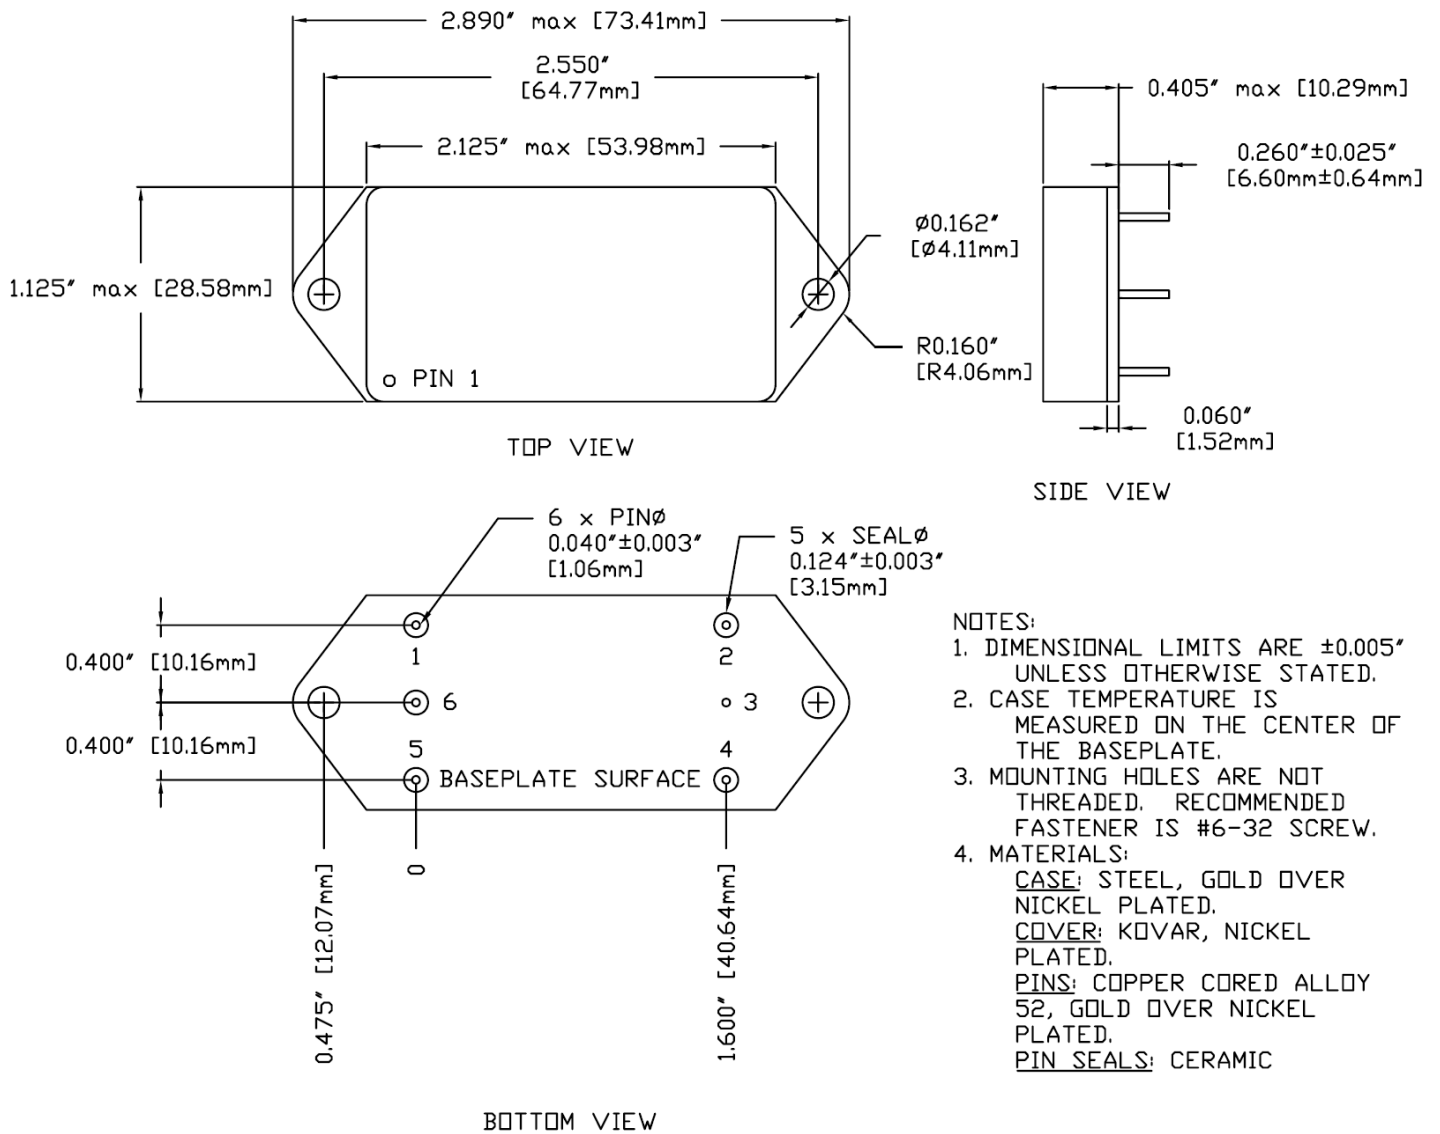 2.890" max [73.41mm]
2.550"
[64.77mm]
2.125" max [53.98mm]
1.125" max [28.58mm]
Ø0.162"
[Ø4.11mm]
R0.160"
[R4.06mm]
PIN 1
TOP VIEW
0.405" max [10.29mm]
0.260"±0.025"
[6.60mm±0.64mm]
0.060"
[1.52mm]
SIDE VIEW
6 x PINØ
0.040"±0.003"
[1.06mm]
5 x SEALØ
0.124"±0.003"
[3.15mm]
0.400" [10.16mm]
0.400" [10.16mm]
1
2
6
3
5
4
BASEPLATE SURFACE
0.475" [12.07mm]
0
1.600" [40.64mm]
BOTTOM VIEW
NOTES:
1. DIMENSIONAL LIMITS ARE ±0.005"
UNLESS OTHERWISE STATED.
2. CASE TEMPERATURE IS
MEASURED ON THE CENTER OF
THE BASEPLATE.
3. MOUNTING HOLES ARE NOT
THREADED. RECOMMENDED
FASTENER IS #6-32 SCREW.
4. MATERIALS:
CASE: STEEL, GOLD OVER
NICKEL PLATED.
COVER: KOVAR, NICKEL
PLATED.
PINS: COPPER CORED ALLOY
52, GOLD OVER NICKEL
PLATED.
PIN SEALS: CERAMIC